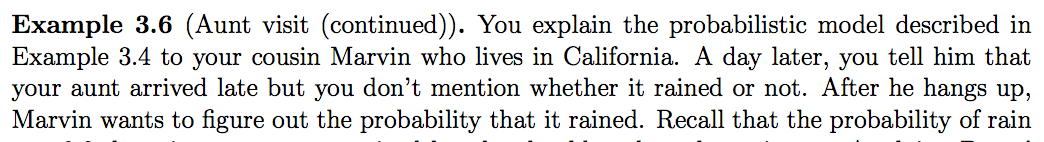 Example 3.6 (Aunt visit (continued)). You explain the probabilistic model described in
Example 3.4 to your cousin Marvin who lives in California. A day later, you tell him that
your aunt arrived late but you don't mention whether it rained or not. After he hangs up,
Marvin wants to figure out the probability that it rained. Recall that the probability of rain